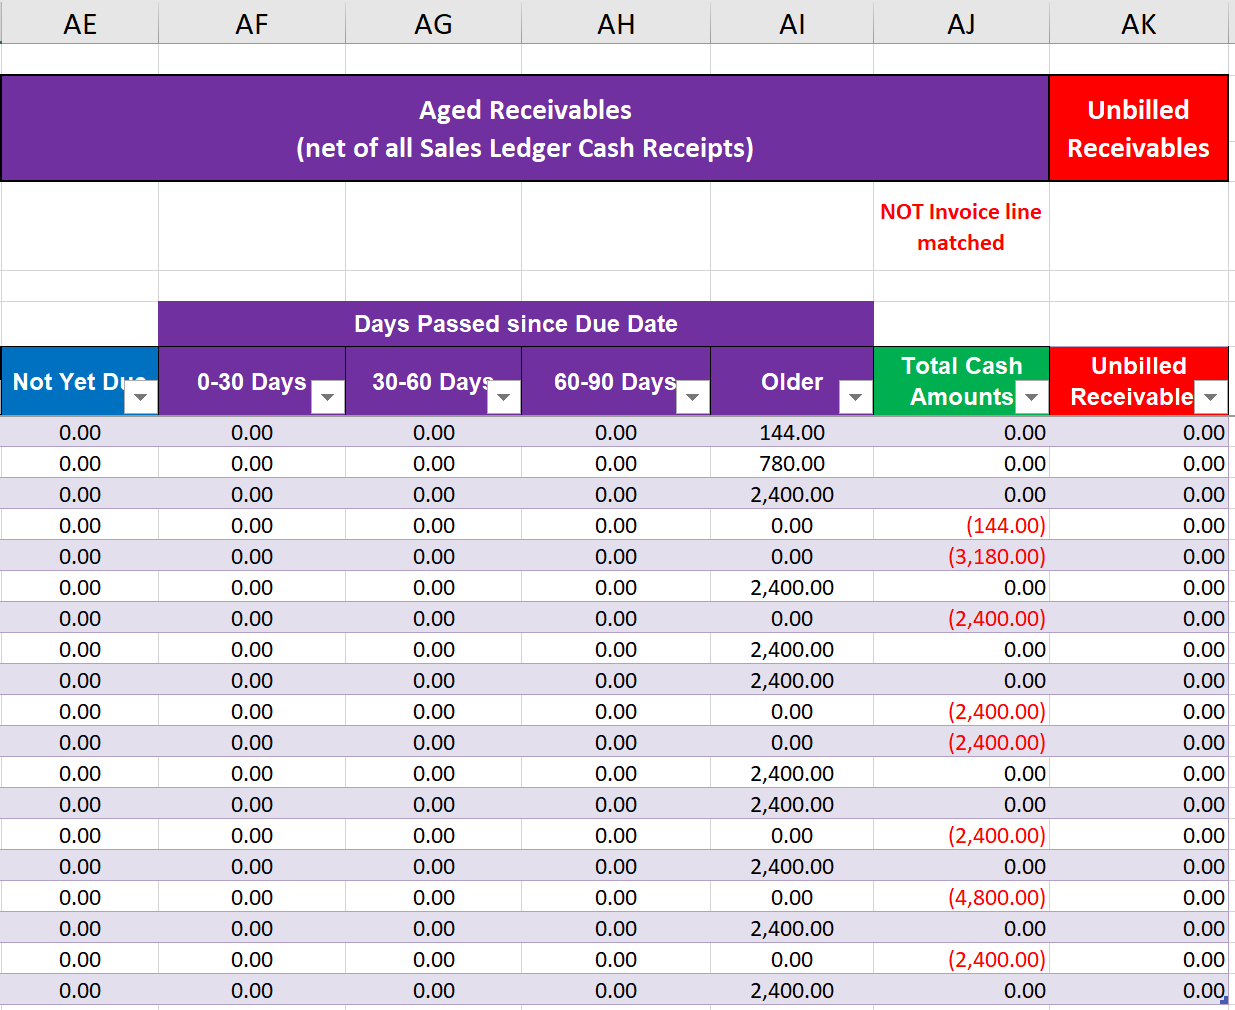 AE AF AG AH AI AJ AK
Aged Receivables
(net of all Sales Ledger Cash Receipts)
Unbilled
Receivables
NOT Invoice line
matched
Days Passed since Due Date
Not Yet Due 0-30 Days 30-60 Days 60-90 Days Older Total Cash Amounts Unbilled Receivable
0.00 0.00 0.00 0.00 144.00 0.00 0.00
0.00 0.00 0.00 0.00 780.00 0.00 0.00
0.00 0.00 0.00 0.00 2,400.00 0.00 0.00
0.00 0.00 0.00 0.00 0.00 (144.00) 0.00
0.00 0.00 0.00 0.00 0.00 (3,180.00) 0.00
0.00 0.00 0.00 0.00 2,400.00 0.00 0.00
0.00 0.00 0.00 0.00 0.00 (2,400.00) 0.00
0.00 0.00 0.00 0.00 2,400.00 0.00 0.00
0.00 0.00 0.00 0.00 2,400.00 0.00 0.00
0.00 0.00 0.00 0.00 0.00 (2,400.00) 0.00
0.00 0.00 0.00 0.00 0.00 (2,400.00) 0.00
0.00 0.00 0.00 0.00 2,400.00 0.00 0.00
0.00 0.00 0.00 0.00 2,400.00 0.00 0.00
0.00 0.00 0.00 0.00 0.00 (2,400.00) 0.00
0.00 0.00 0.00 0.00 2,400.00 0.00 0.00
0.00 0.00 0.00 0.00 0.00 (4,800.00) 0.00
0.00 0.00 0.00 0.00 2,400.00 0.00 0.00
0.00 0.00 0.00 0.00 0.00 (2,400.00) 0.00
0.00 0.00 0.00 0.00 2,400.00 0.00 0.00